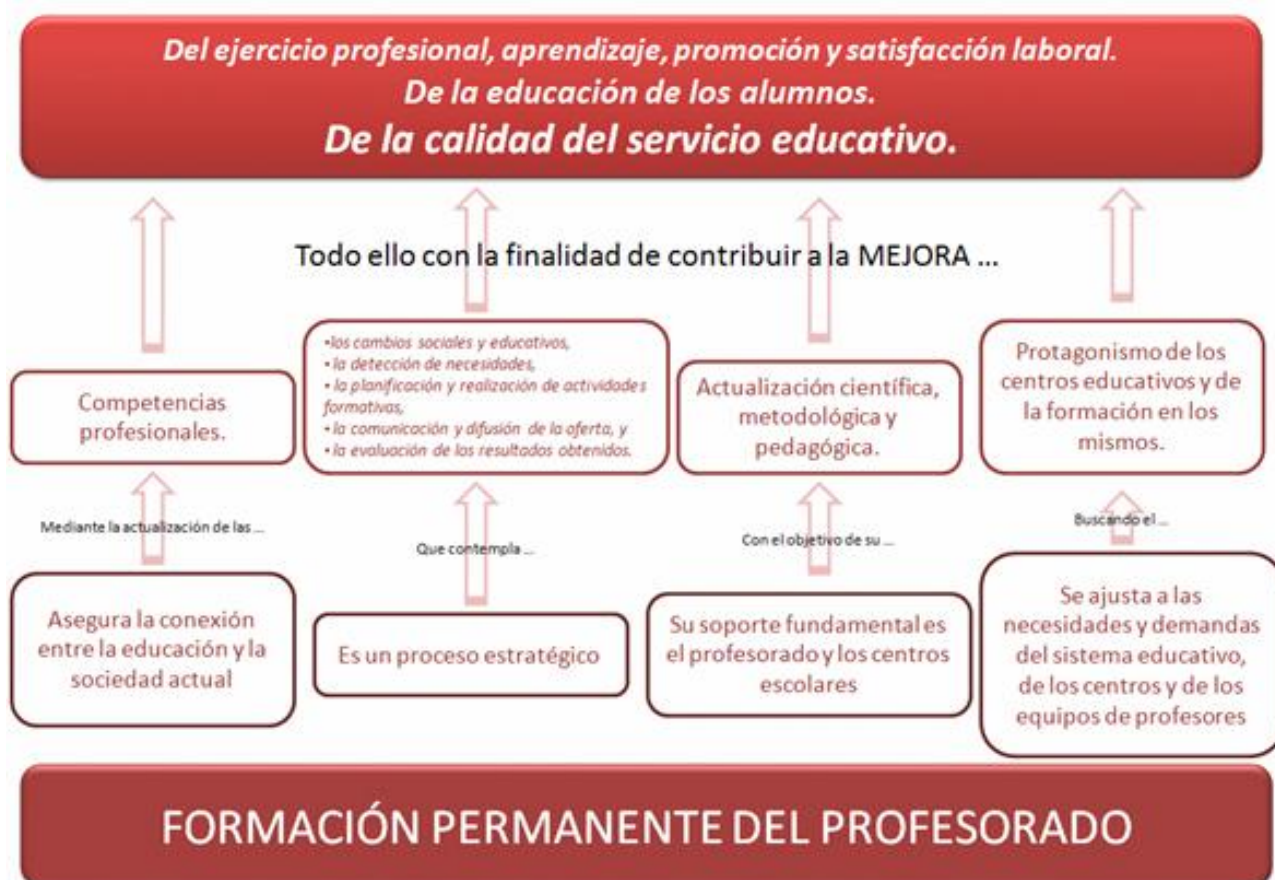 Del ejercicio profesional, aprendizaje, promoción y satisfacción laboral.
De la educación de los alumnos.
De la calidad del servicio educativo.
Todo ello con la finalidad de contribuir a la MEJORA ...
Competencias
profesionales.
•los cambios sociales y educativos,
• la detección de necesidades,
• la planificación y realización de actividades
formativas,
• la comunicación y difusión de la oferta, y
• la evaluación de los resultados obtenidos.
Actualización científica,
metodológica y
pedagógica.
Protagonismo de los
centros educativos y de
la formación en los
mismos.
Mediante la actualización de las ...
Que contempla ...
Con el objetivo de su ...
Buscando el ...
Asegura la conexión
entre la educación y la
sociedad actual
Es un proceso estratégico
Su soporte fundamental es
el profesorado y los centros
escolares
Se ajusta a las
necesidades y demandas
del sistema educativo,
de los centros y de los
equipos de profesores
FORMACIÓN PERMANENTE DEL PROFESORADO